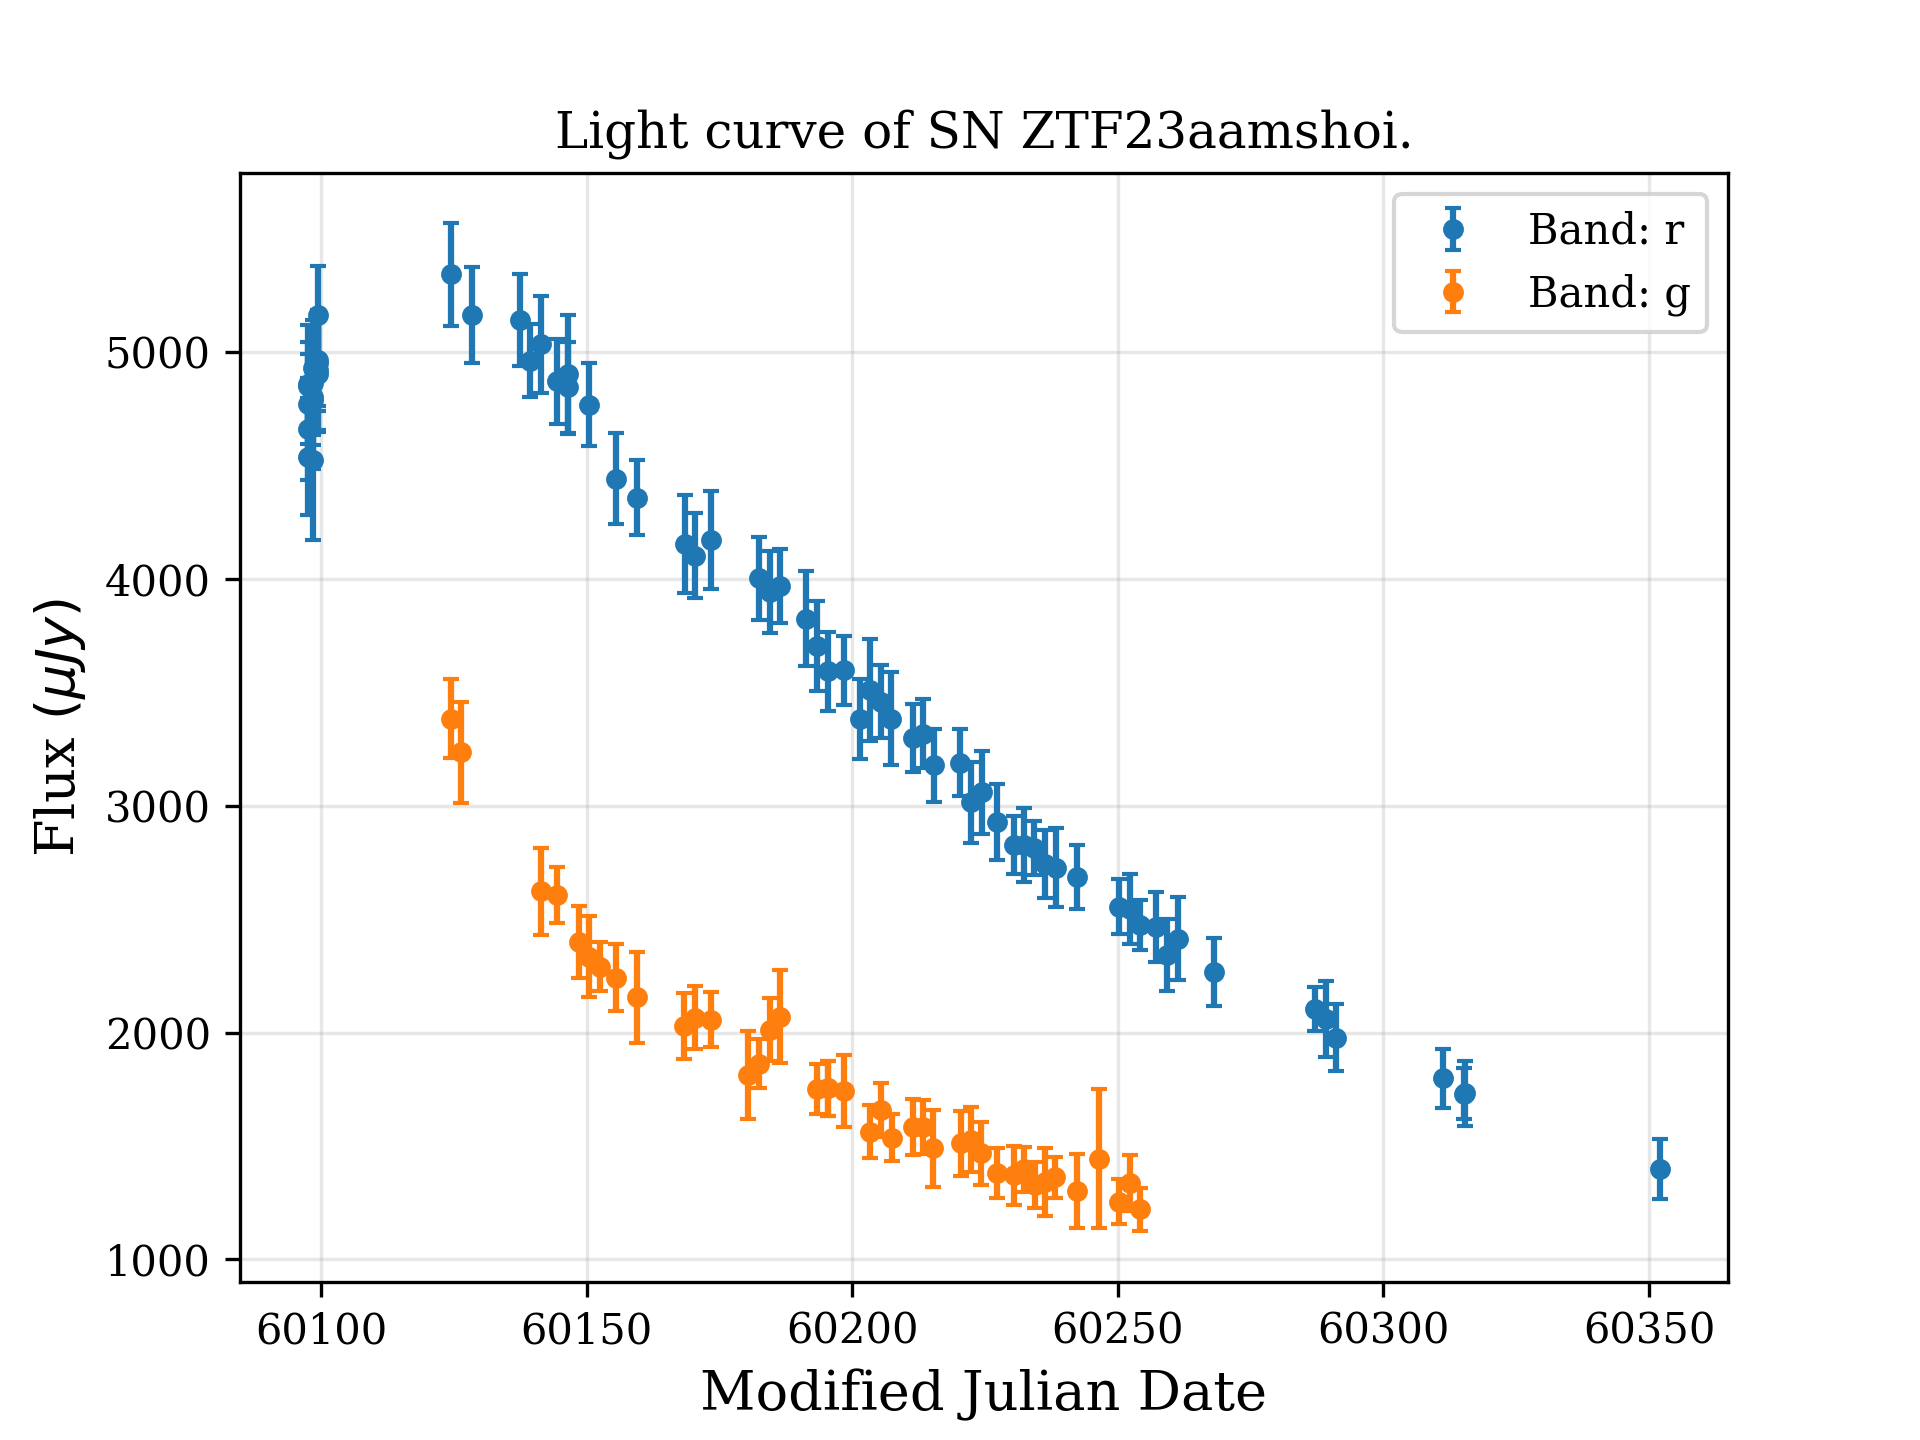 Light curve of SN ZTF23aamshoi.
Band: r
Band: g
5000
4000
3000
2000
1000
Flux (μJy)
60100 60150 60200 60250 60300 60350
Modified Julian Date